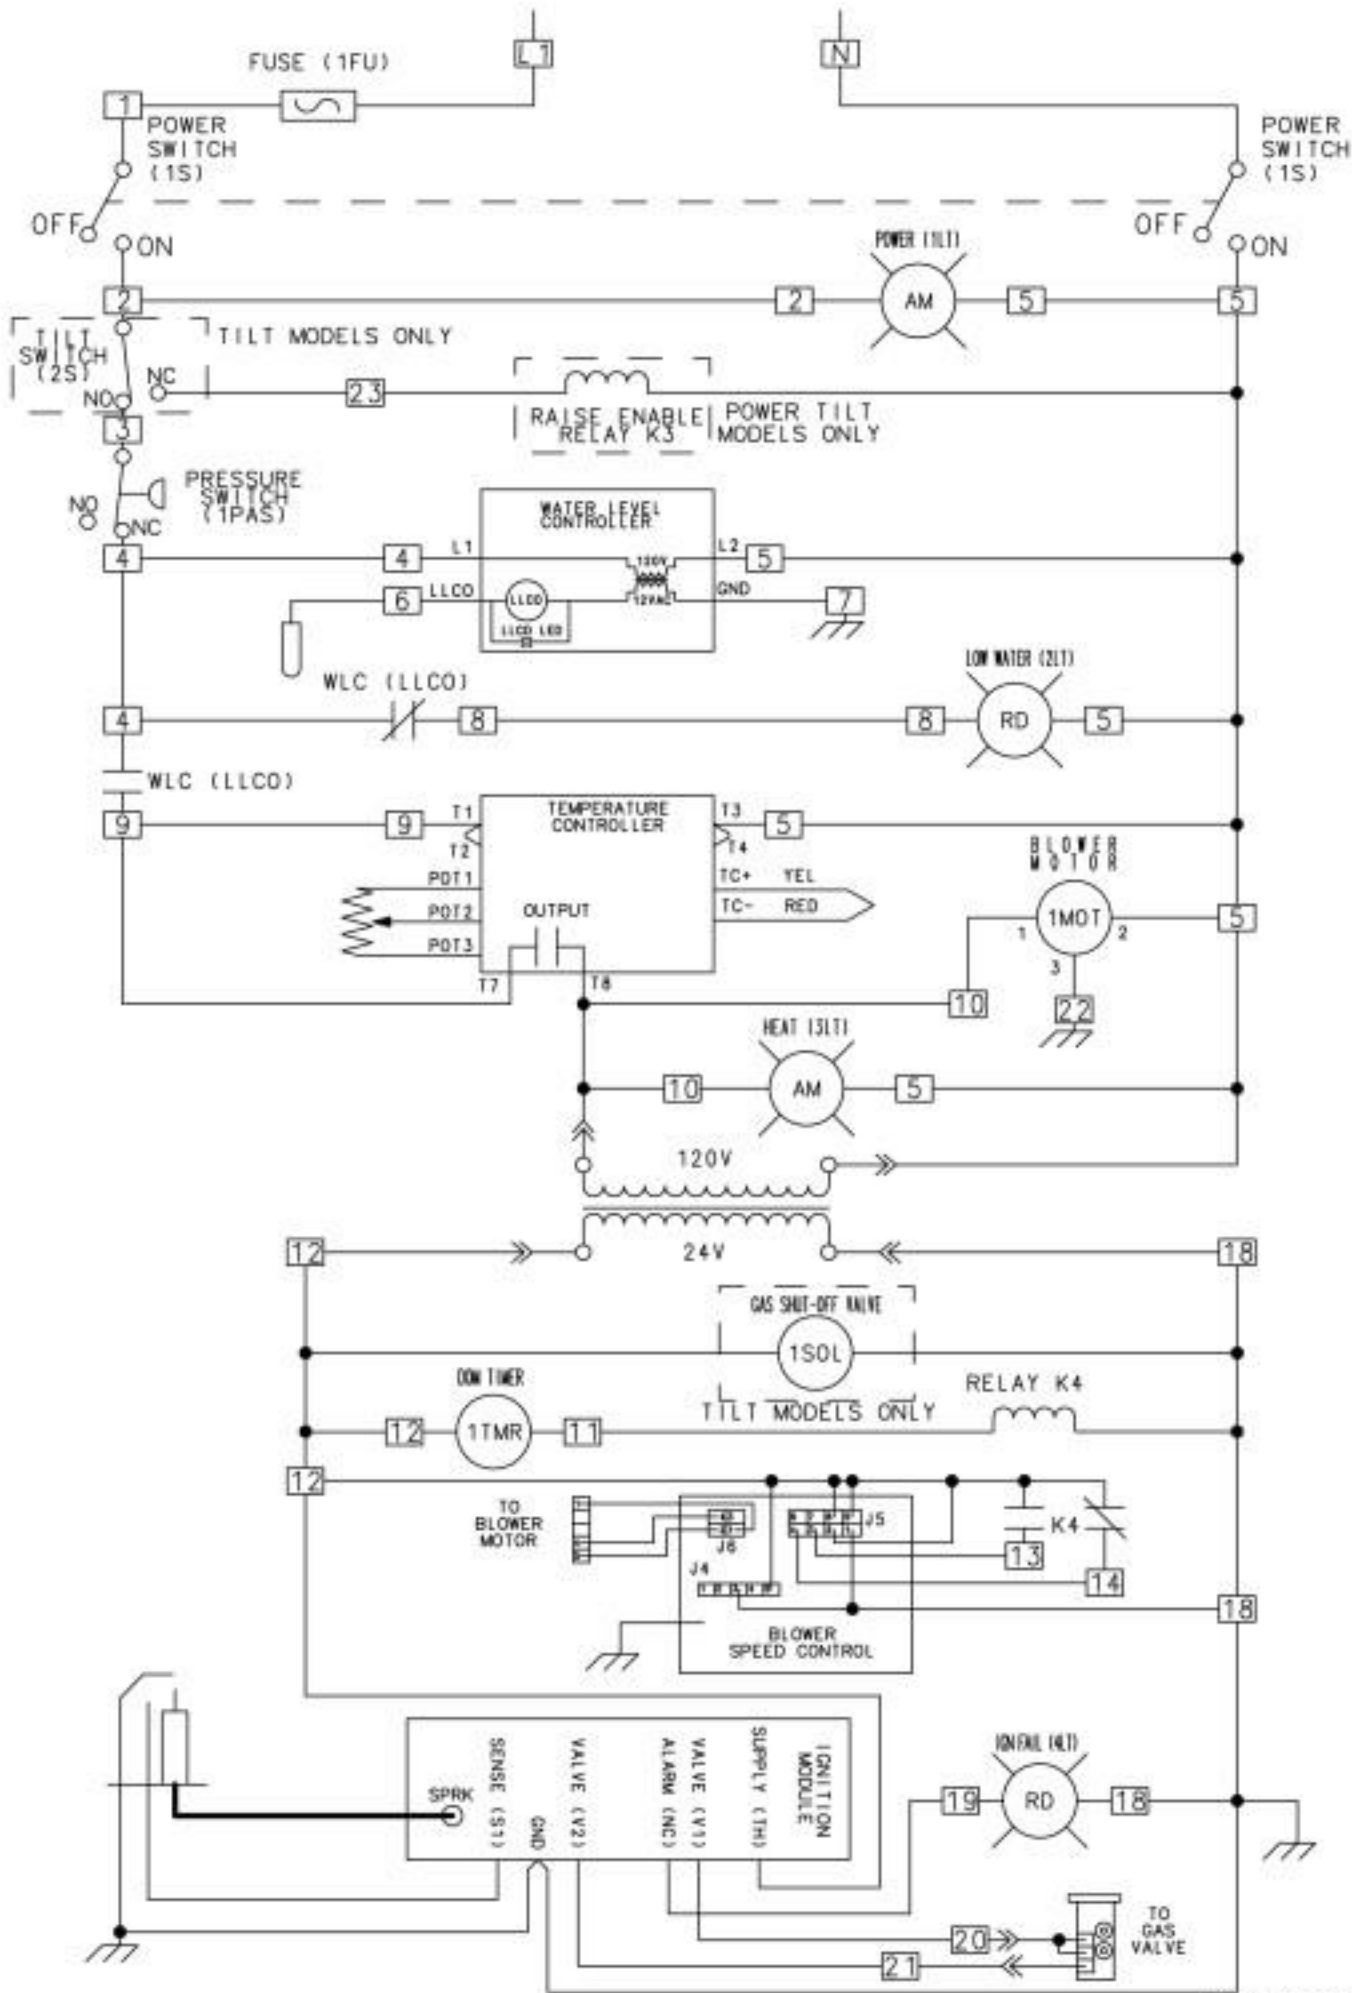 L1
N
FUSE (1FU)
1
POWER
SWITCH
(1S)
POWER
SWITCH
(1S)
OFF
ON
OFF
ON
POWER (1LT)
2
2
AM
5
5
TILT
SWITCH
(2S)
TILT MODELS ONLY
NC
NO
23
RAISE ENABLE
RELAY K3
POWER TILT
MODELS ONLY
3
PRESSURE
SWITCH
(1PAS)
NO
NC
WATER LEVEL
CONTROLLER
4
4
L1
L2
5
12VAC
6
LLCO
LLCO
LLCO LED
GND
7
LOW WATER (2LT)
WLC (LLCO)
4
8
8
RD
5
WLC (LLCO)
9
9
T1
T2
TEMPERATURE
CONTROLLER
T3
T4
5
POT1
POT2
POT3
OUTPUT
TC+ YEL
TC- RED
T7
T8
BLOWER
MOTOR
1MOT
1
2
3
5
10
22
HEAT (3LT)
10
AM
5
120V
12
24V
18
GAS SHUT-OFF VALVE
1SOL
TILT MODELS ONLY
12
1TMR
11
RELAY K4
12
TO
BLOWER
MOTOR
J6
J5
J4
K4
13
14
18
BLOWER
SPEED CONTROL
SPRK
SENSE (S1)
GND
VALVE (V2)
ALARM (NC)
VALVE (V1)
SUPPLY (TH)
IGNITION
MODULE
IGN FAIL (4LT)
19
RD
18
20
21
TO
GAS
VALVE